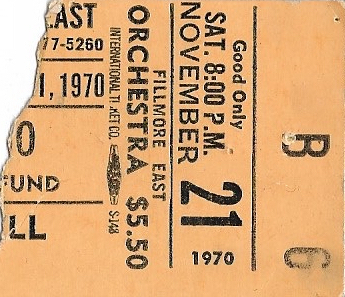 EAST
77-5260
1, 1970
0
FUND
LL
INTERNATIONAL TICKET CO.
S-148
ORCHESTRA $5.50
FILLMORE EAST
NOVEMBER 21 1970
SAT. 8:00 P.M.
Good Only
B